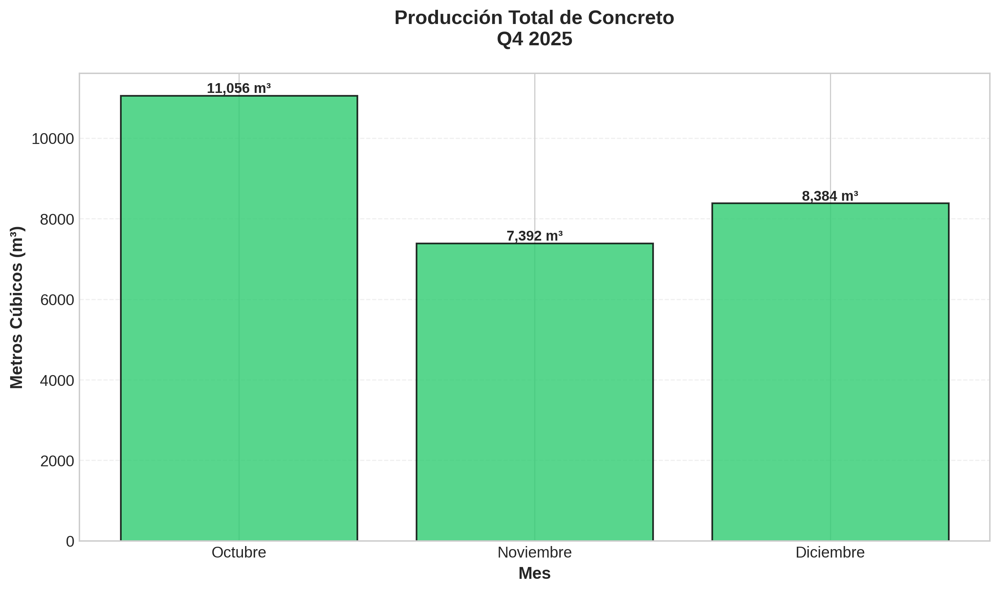 Producción Total de Concreto
Q4 2025
11,056 m³
10000
8,384 m³
8000
7,392 m³
6000
4000
2000
0
Metros Cúbicos (m³)
Octubre
Noviembre
Diciembre
Mes